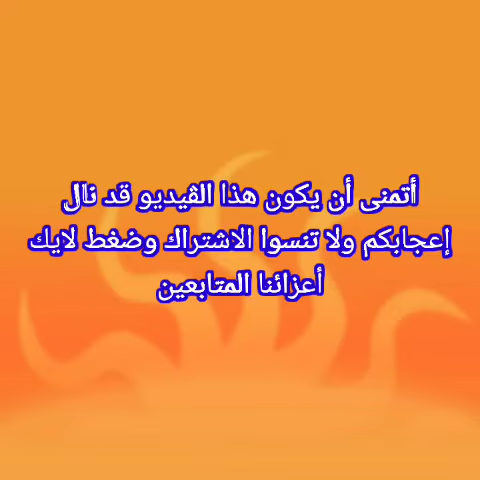 أتمنى أن يكون هذا الڤيديو قد نال
إعجابكم ولا تنسوا الاشتراك وضغط لايك
أعزائنا المتابعين